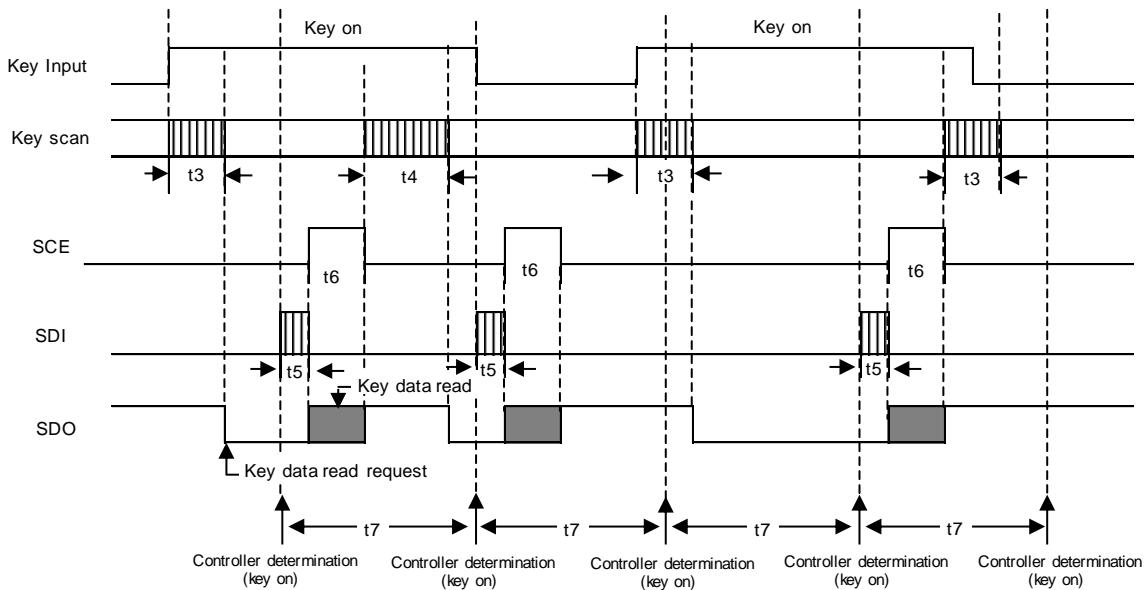 Key on
Key on
Key Input
Key scan
t3
t4
t3
t3
SCE
t6
t6
t6
SDI
t5
t5
t5
Key data read
SDO
Key data read request
t7
t7
t7
t7
Controller determination
(key on)
Controller determination
(key on)
Controller determination
(key on)
Controller determination
(key on)
Controller determination
(key on)